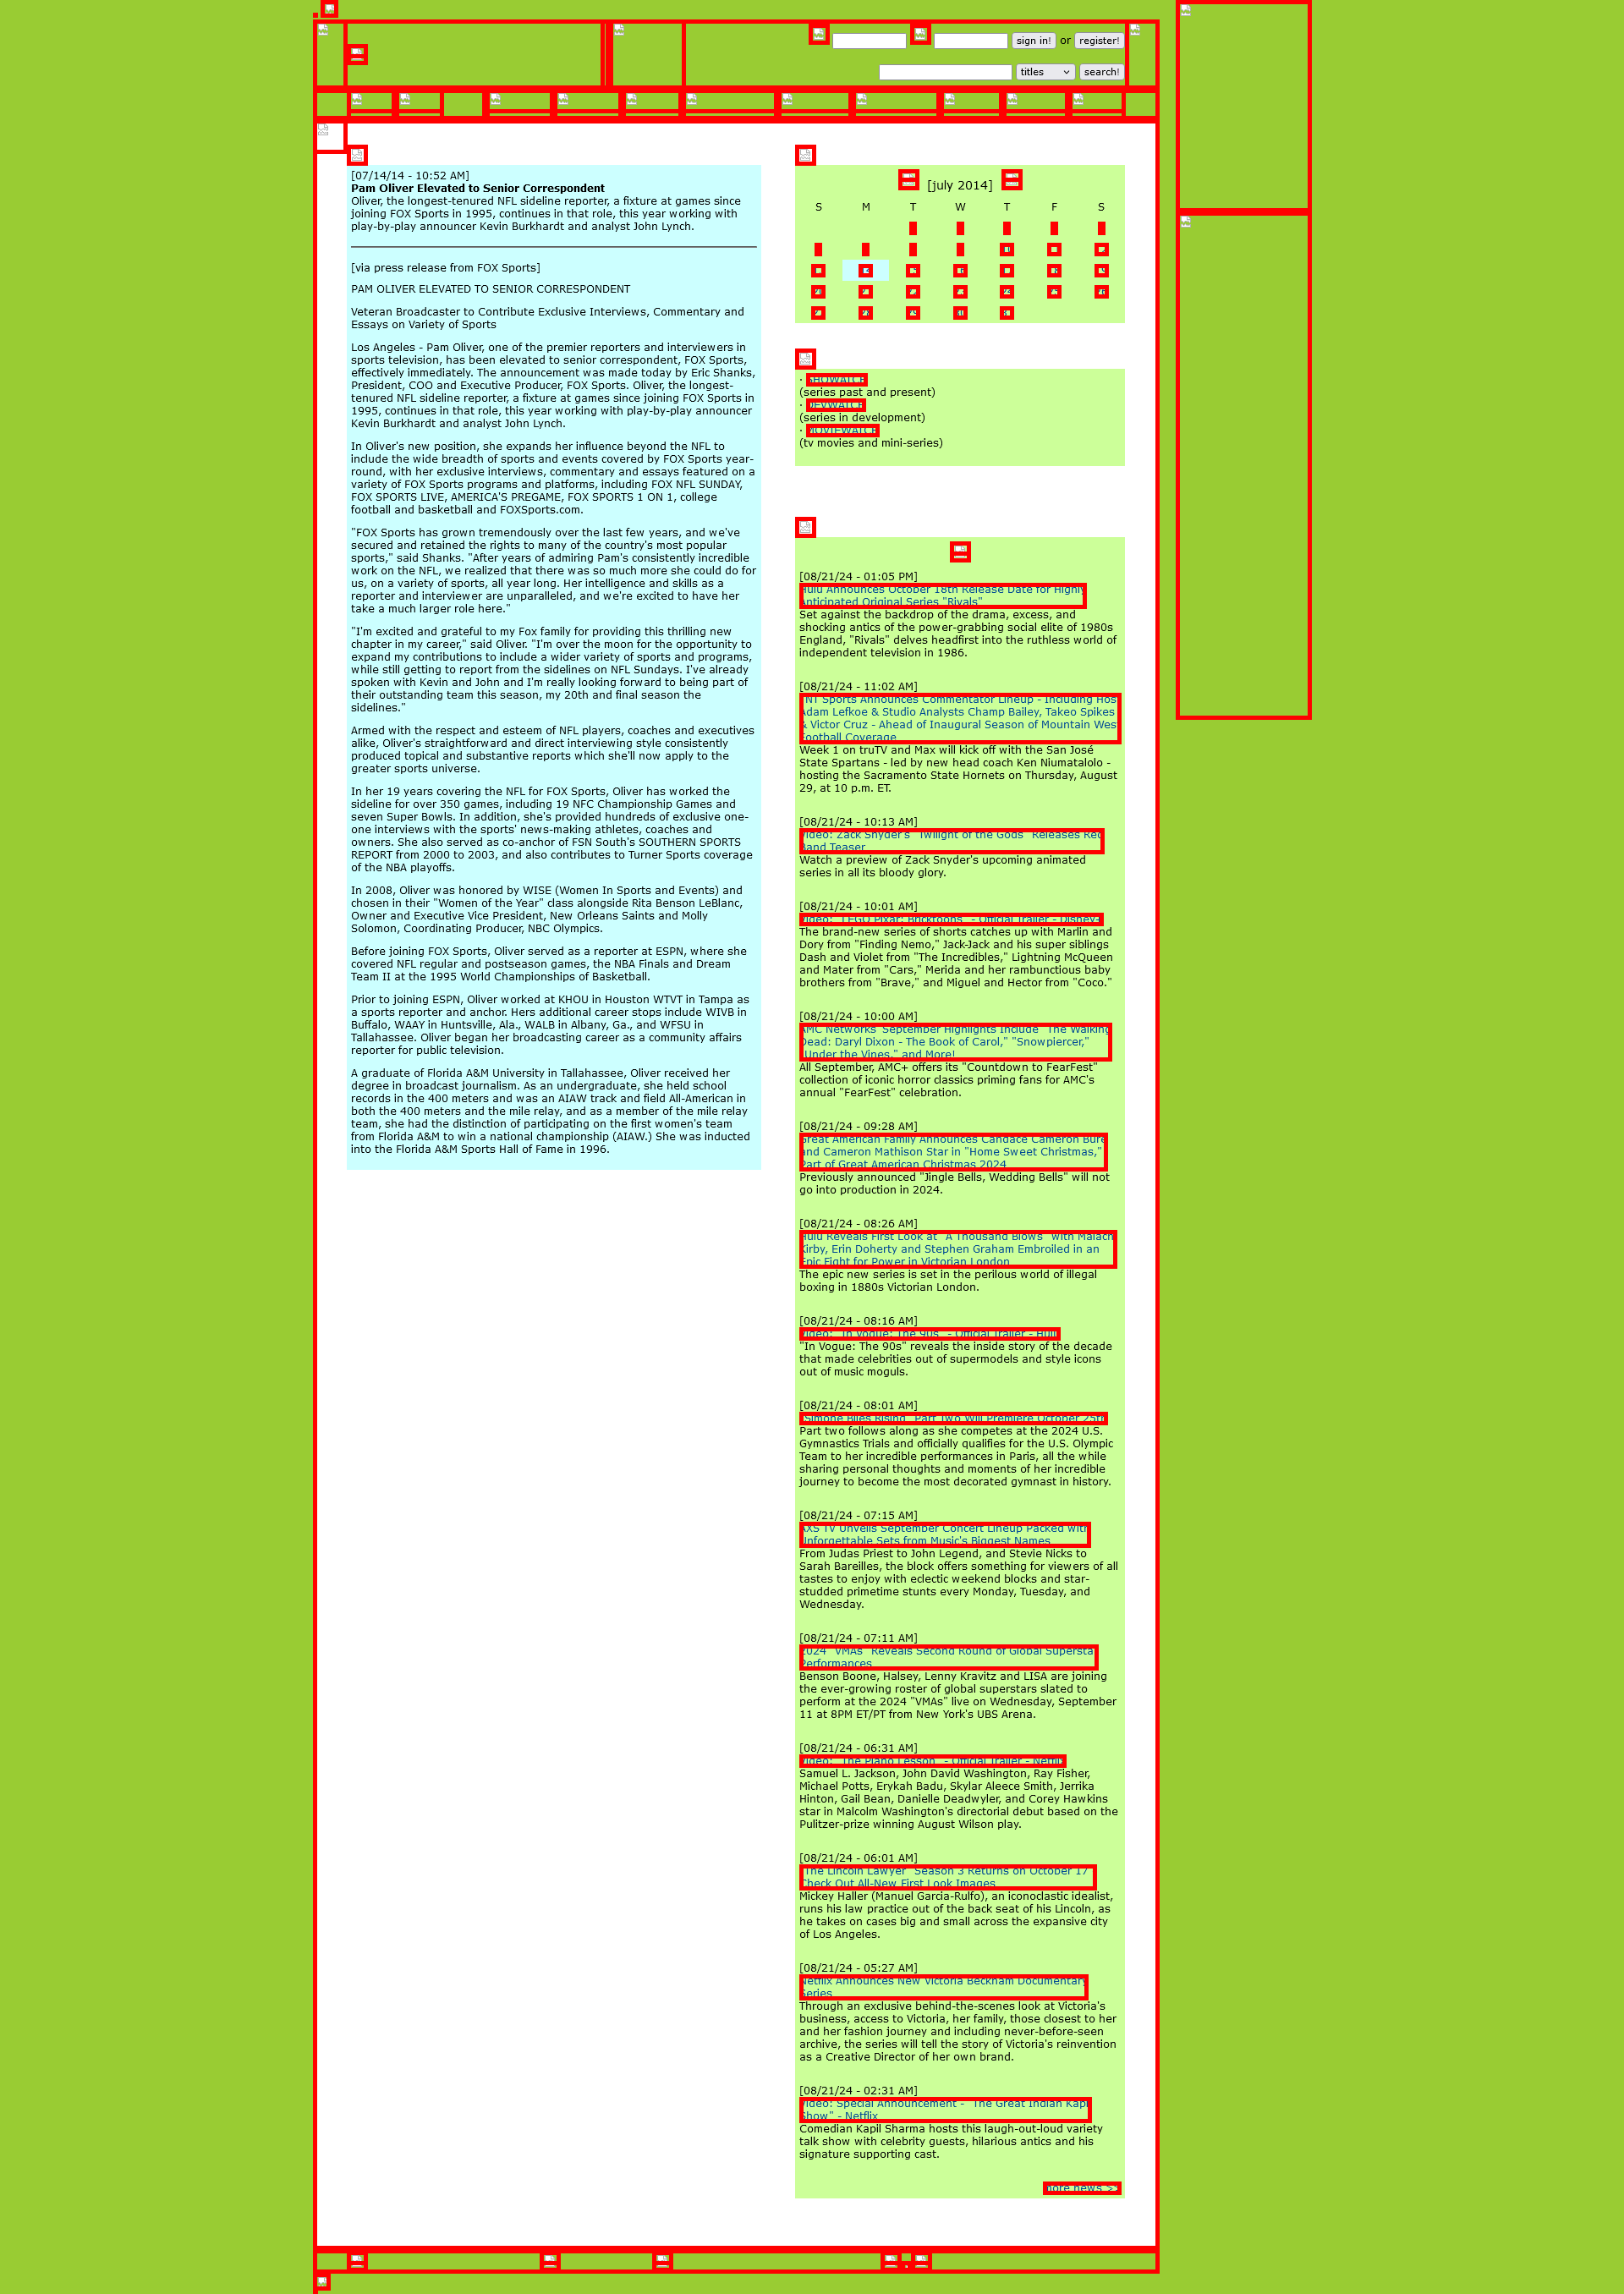 sign in! or register!
titles search!
[07/14/14 - 10:52 AM]
Pam Oliver Elevated to Senior Correspondent
Oliver, the longest-tenured NFL sideline reporter, a fixture at games since
joining FOX Sports in 1995, continues in that role, this year working with
play-by-play announcer Kevin Burkhardt and analyst John Lynch.
[via press release from FOX Sports]
PAM OLIVER ELEVATED TO SENIOR CORRESPONDENT
Veteran Broadcaster to Contribute Exclusive Interviews, Commentary and
Essays on Variety of Sports
Los Angeles - Pam Oliver, one of the premier reporters and interviewers in
sports television, has been elevated to senior correspondent, FOX Sports,
effectively immediately. The announcement was made today by Eric Shanks,
President, COO and Executive Producer, FOX Sports. Oliver, the longest-
tenured NFL sideline reporter, a fixture at games since joining FOX Sports in
1995, continues in that role, this year working with play-by-play announcer
Kevin Burkhardt and analyst John Lynch.
In Oliver's new position, she expands her influence beyond the NFL to
include the wide breadth of sports and events covered by FOX Sports year-
round, with her exclusive interviews, commentary and essays featured on a
variety of FOX Sports programs and platforms, including FOX NFL SUNDAY,
FOX SPORTS LIVE, AMERICA'S PREGAME, FOX SPORTS 1 ON 1, college
football and basketball and FOXSports.com.
"FOX Sports has grown tremendously over the last few years, and we've
secured and retained the rights to many of the country's most popular
sports," said Shanks. "After years of admiring Pam's consistently incredible
work on the NFL, we realized that there was so much more she could do for
us, on a variety of sports, all year long. Her intelligence and skills as a
reporter and interviewer are unparalleled, and we're excited to have her
take a much larger role here."
"I'm excited and grateful to my Fox family for providing this thrilling new
chapter in my career," said Oliver. "I'm over the moon for the opportunity to
expand my contributions to include a wider variety of sports and programs,
while still getting to report from the sidelines on NFL Sundays. I've already
spoken with Kevin and John and I'm really looking forward to being part of
their outstanding team this season, my 20th and final season the
sidelines."
Armed with the respect and esteem of NFL players, coaches and executives
alike, Oliver's straightforward and direct interviewing style consistently
produced topical and substantive reports which she'll now apply to the
greater sports universe.
In her 19 years covering the NFL for FOX Sports, Oliver has worked the
sideline for over 350 games, including 19 NFC Championship Games and
seven Super Bowls. In addition, she's provided hundreds of exclusive one-
one interviews with the sports' news-making athletes, coaches and
owners. She also served as co-anchor of FSN South's SOUTHERN SPORTS
REPORT from 2000 to 2003, and also contributes to Turner Sports coverage
of the NBA playoffs.
In 2008, Oliver was honored by WISE (Women In Sports and Events) and
chosen in their "Women of the Year" class alongside Rita Benson LeBlanc,
Owner and Executive Vice President, New Orleans Saints and Molly
Solomon, Coordinating Producer, NBC Olympics.
Before joining FOX Sports, Oliver served as a reporter at ESPN, where she
covered NFL regular and postseason games, the NBA Finals and Dream
Team II at the 1995 World Championships of Basketball.
Prior to joining ESPN, Oliver worked at KHOU in Houston WTVT in Tampa as
a sports reporter and anchor. Hers additional career stops include WIVB in
Buffalo, WAAY in Huntsville, Ala., WALB in Albany, Ga., and WFSU in
Tallahassee. Oliver began her broadcasting career as a community affairs
reporter for public television.
A graduate of Florida A&M University in Tallahassee, Oliver received her
degree in broadcast journalism. As an undergraduate, she held school
records in the 400 meters and was an AIAW track and field All-American in
both the 400 meters and the mile relay, and as a member of the mile relay
team, she had the distinction of participating on the first women's team
from Florida A&M to win a national championship (AIAW.) She was inducted
into the Florida A&M Sports Hall of Fame in 1996.
[july 2014]
S M T W T F S
· SHOWATCH
(series past and present)
· DEVWATCH
(series in development)
· MOVIEWATCH
(tv movies and mini-series)
[08/21/24 - 01:05 PM]
Hulu Announces October 18th Release Date for Highly
Anticipated Original Series "Rivals"
Set against the backdrop of the drama, excess, and
shocking antics of the power-grabbing social elite of 1980s
England, "Rivals" delves headfirst into the ruthless world of
independent television in 1986.
[08/21/24 - 11:02 AM]
TNT Sports Announces Commentator Lineup - Including Host
Adam Lefkoe & Studio Analysts Champ Bailey, Takeo Spikes
& Victor Cruz - Ahead of Inaugural Season of Mountain West
Football Coverage
Week 1 on truTV and Max will kick off with the San José
State Spartans - led by new head coach Ken Niumatalolo -
hosting the Sacramento State Hornets on Thursday, August
29, at 10 p.m. ET.
[08/21/24 - 10:13 AM]
Video: Zack Snyder's "Twilight of the Gods" Releases Red
Band Teaser
Watch a preview of Zack Snyder's upcoming animated
series in all its bloody glory.
[08/21/24 - 10:01 AM]
Video: "LEGO Pixar: Bricktoons" - Official Trailer - Disney+
The brand-new series of shorts catches up with Marlin and
Dory from "Finding Nemo," Jack-Jack and his super siblings
Dash and Violet from "The Incredibles," Lightning McQueen
and Mater from "Cars," Merida and her rambunctious baby
brothers from "Brave," and Miguel and Hector from "Coco."
[08/21/24 - 10:00 AM]
AMC Networks' September Highlights Include "The Walking
Dead: Daryl Dixon - The Book of Carol," "Snowpiercer,"
"Under the Vines," and More!
All September, AMC+ offers its "Countdown to FearFest"
collection of iconic horror classics priming fans for AMC's
annual "FearFest" celebration.
[08/21/24 - 09:28 AM]
Great American Family Announces Candace Cameron Bure
and Cameron Mathison Star in "Home Sweet Christmas,"
Part of Great American Christmas 2024
Previously announced "Jingle Bells, Wedding Bells" will not
go into production in 2024.
[08/21/24 - 08:26 AM]
Hulu Reveals First Look at "A Thousand Blows" with Malachi
Kirby, Erin Doherty and Stephen Graham Embroiled in an
Epic Fight for Power in Victorian London
The epic new series is set in the perilous world of illegal
boxing in 1880s Victorian London.
[08/21/24 - 08:16 AM]
Video: "In Vogue: The 90s" - Official Trailer - Hulu
"In Vogue: The 90s" reveals the inside story of the decade
that made celebrities out of supermodels and style icons
out of music moguls.
[08/21/24 - 08:01 AM]
"Simone Biles Rising" Part Two Will Premiere October 25th
Part two follows along as she competes at the 2024 U.S.
Gymnastics Trials and officially qualifies for the U.S. Olympic
Team to her incredible performances in Paris, all the while
sharing personal thoughts and moments of her incredible
journey to become the most decorated gymnast in history.
[08/21/24 - 07:15 AM]
AXS TV Unveils September Concert Lineup Packed with
Unforgettable Sets from Music's Biggest Names
From Judas Priest to John Legend, and Stevie Nicks to
Sarah Bareilles, the block offers something for viewers of all
tastes to enjoy with eclectic weekend blocks and star-
studded primetime stunts every Monday, Tuesday, and
Wednesday.
[08/21/24 - 07:11 AM]
2024 "VMAs" Reveals Second Round of Global Superstar
Performances
Benson Boone, Halsey, Lenny Kravitz and LISA are joining
the ever-growing roster of global superstars slated to
perform at the 2024 "VMAs" live on Wednesday, September
11 at 8PM ET/PT from New York's UBS Arena.
[08/21/24 - 06:31 AM]
Video: "The Piano Lesson" - Official Trailer - Netflix
Samuel L. Jackson, John David Washington, Ray Fisher,
Michael Potts, Erykah Badu, Skylar Aleece Smith, Jerrika
Hinton, Gail Bean, Danielle Deadwyler, and Corey Hawkins
star in Malcolm Washington's directorial debut based on the
Pulitzer-prize winning August Wilson play.
[08/21/24 - 06:01 AM]
"The Lincoln Lawyer" Season 3 Returns on October 17
Check Out All-New First Look Images
Mickey Haller (Manuel Garcia-Rulfo), an iconoclastic idealist,
runs his law practice out of the back seat of his Lincoln, as
he takes on cases big and small across the expansive city
of Los Angeles.
[08/21/24 - 05:27 AM]
Netflix Announces New Victoria Beckham Documentary
Series
Through an exclusive behind-the-scenes look at Victoria's
business, access to Victoria, her family, those closest to her
and her fashion journey and including never-before-seen
archive, the series will tell the story of Victoria's reinvention
as a Creative Director of her own brand.
[08/21/24 - 02:31 AM]
Video: Special Announcement - "The Great Indian Kapil
Show" - Netflix
Comedian Kapil Sharma hosts this laugh-out-loud variety
talk show with celebrity guests, hilarious antics and his
signature supporting cast.
more news >>